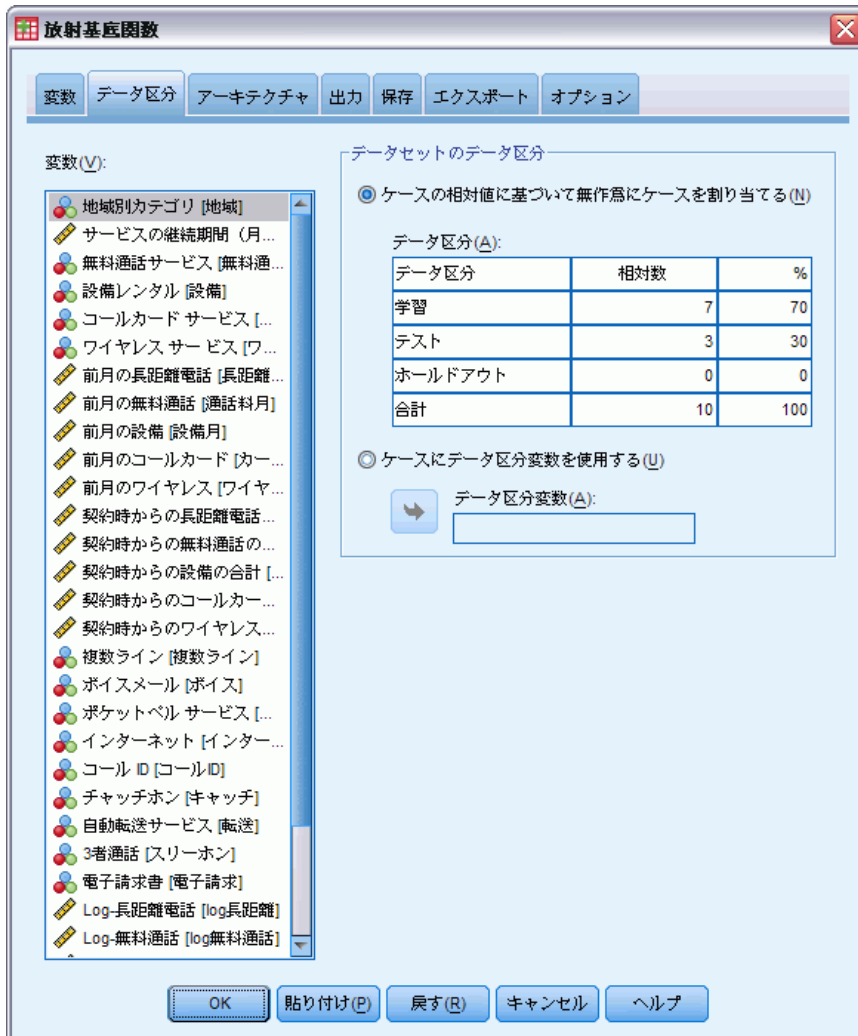 放射基底関数
変数 データ区分 アーキテクチャ 出力 保存 エクスポート オプション
変数(V):
地域別カテゴリ [地域]
サービスの継続期間（月...
無料通話サービス [無料通...
設備レンタル [設備]
コールカード サービス [...
ワイヤレス サー ビス [ワ...
前月の長距離電話 [長距離...
前月の無料通話 [通話料月]
前月の設備 [設備月]
前月のコールカード [カー...
前月のワイヤレス [ワイヤ...
契約時からの長距離電話...
契約時からの無料通話の...
契約時からの設備の合計 [...
契約時からのコールカー...
契約時からのワイヤレス...
複数ライン [複数ライン]
ボイスメール [ボイス]
ポケットベル サービス [...
インターネット [インター...
コール ID [コールID]
チャッチホン [キャッチ]
自動転送サービス [転送]
3者通話 [スリーホン]
電子請求書 [電子請求]
Log-長距離電話 [log長距離]
Log-無料通話 [log無料通話]
データセットのデータ区分
ケースの相対値に基づいて無作為にケースを割り当てる(N)
データ区分(A):
データ区分 相対数 %
学習 7 70
テスト 3 30
ホールドアウト 0 0
合計 10 100
ケースにデータ区分変数を使用する(U)
データ区分変数(A):
OK 貼り付け(P) 戻す(R) キャンセル ヘルプ